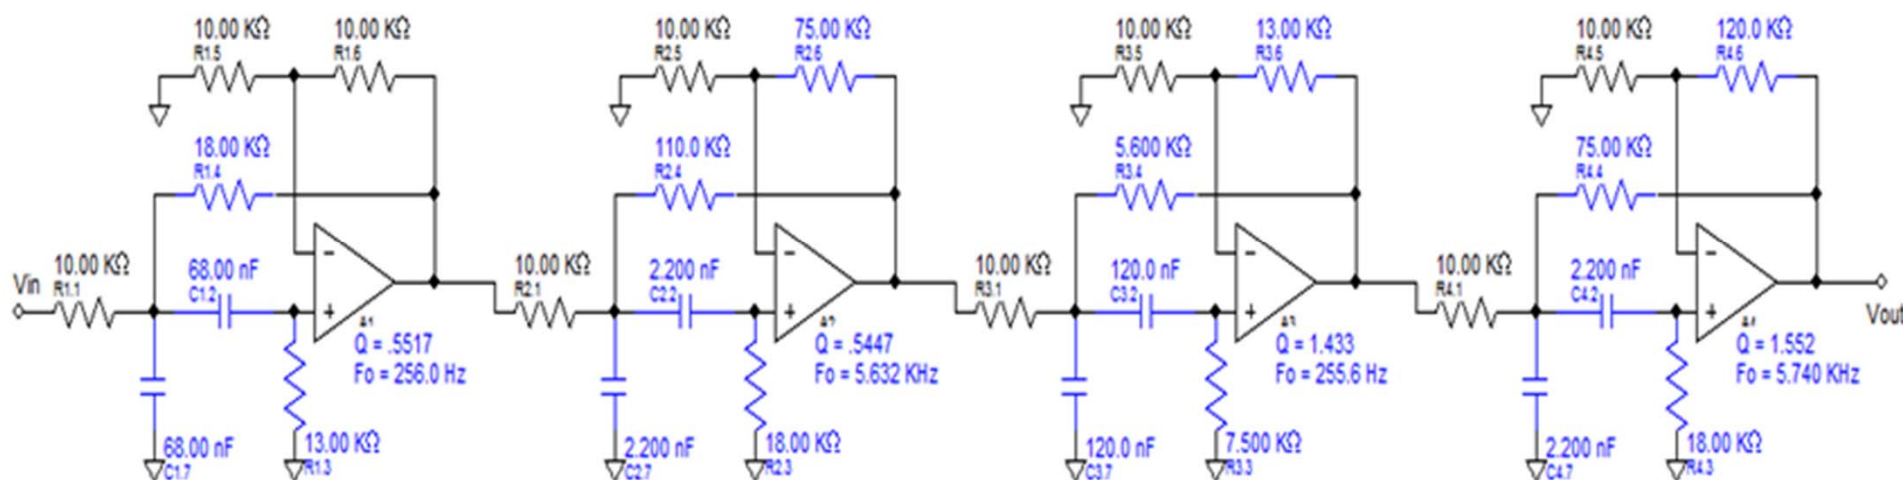 10.00 KΩ
R1.5
10.00 KΩ
R1.6
18.00 KΩ
R1.4
Vin
10.00 KΩ
R1.1
68.00 nF
C1.2
-
+
A1
Q = .5517
Fo = 256.0 Hz
68.00 nF
C1.7
13.00 KΩ
R1.3
10.00 KΩ
R2.5
75.00 KΩ
R2.6
110.0 KΩ
R2.4
10.00 KΩ
R2.1
2.200 nF
C2.2
-
+
A2
Q = .5447
Fo = 5.632 KHz
2.200 nF
C2.7
18.00 KΩ
R2.3
10.00 KΩ
R3.5
13.00 KΩ
R3.6
5.600 KΩ
R3.4
10.00 KΩ
R3.1
120.0 nF
C3.2
-
+
A3
Q = 1.433
Fo = 255.6 Hz
120.0 nF
C3.7
7.500 KΩ
R3.3
10.00 KΩ
R4.5
120.0 KΩ
R4.6
75.00 KΩ
R4.4
10.00 KΩ
R4.1
2.200 nF
C4.2
-
+
A4
Q = 1.552
Fo = 5.740 KHz
2.200 nF
C4.7
18.00 KΩ
R4.3
Vout